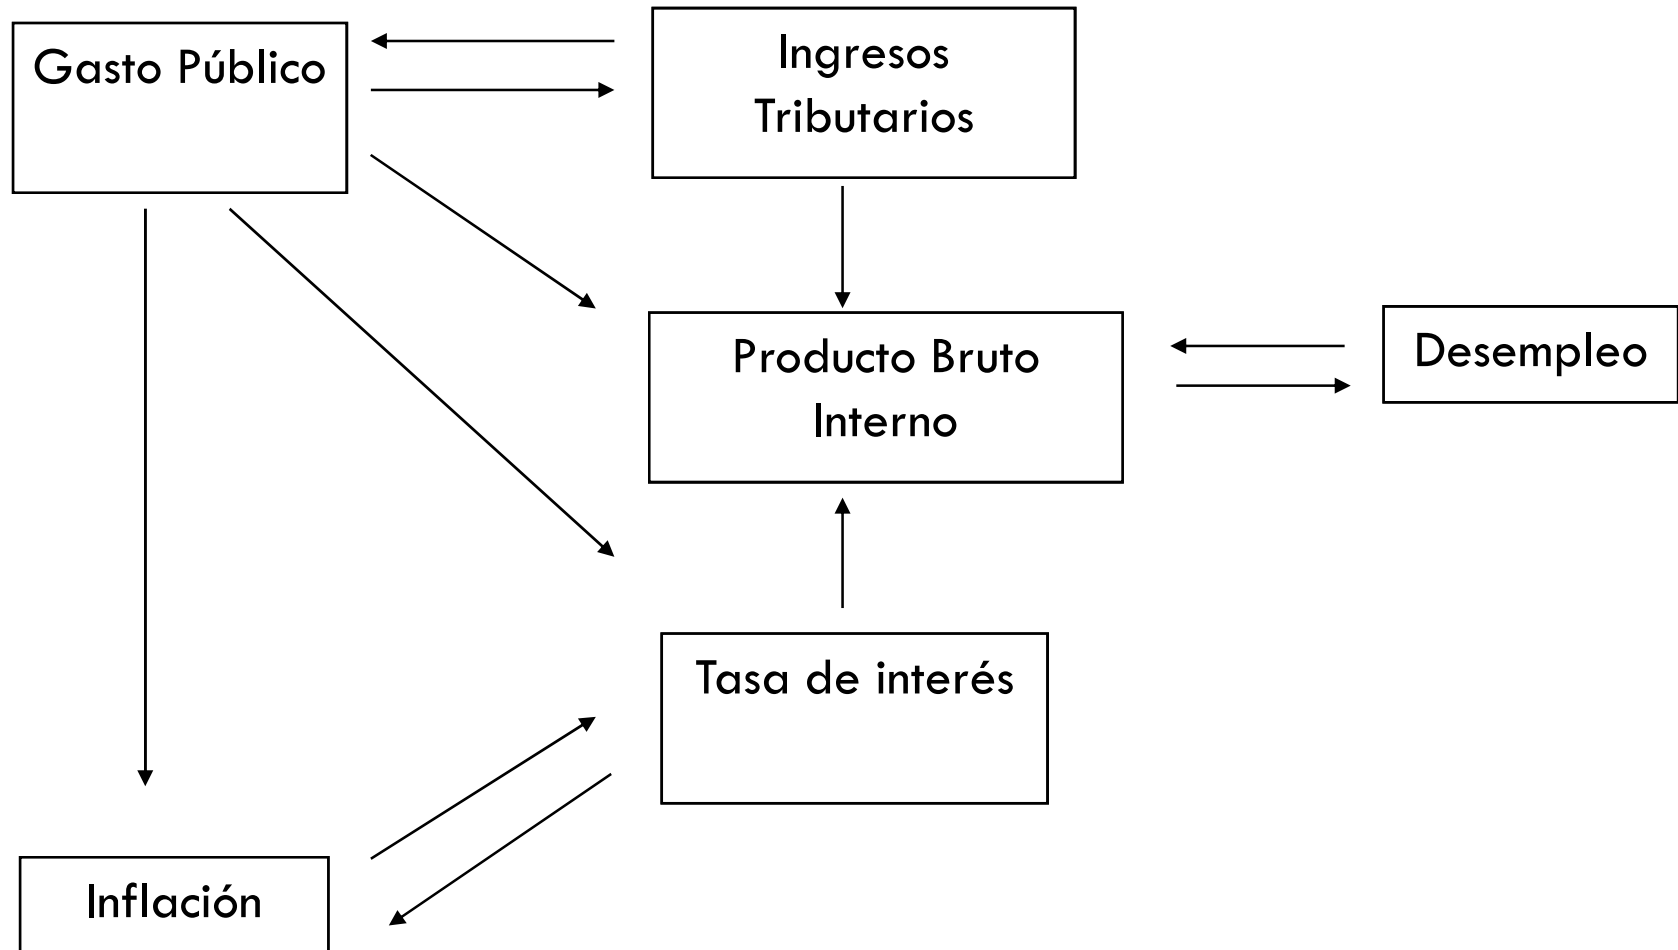 Gasto Público
Ingresos
Tributarios
Producto Bruto
Interno
Desempleo
Tasa de interés
Inflación